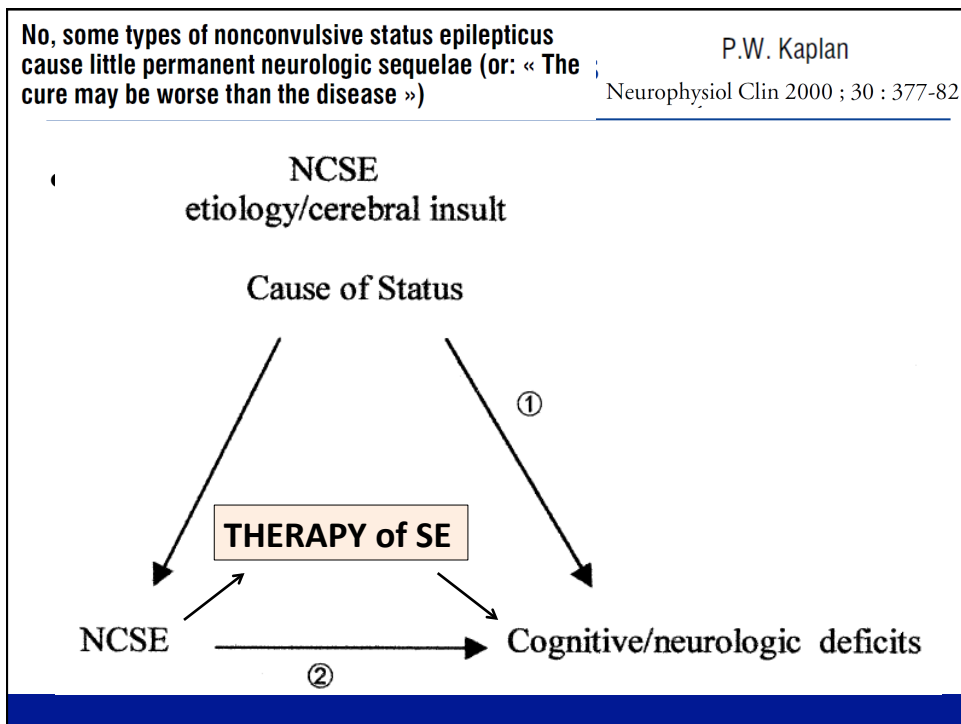 No, some types of nonconvulsive status epilepticus
cause little permanent neurologic sequelae (or: « The
cure may be worse than the disease »)
P.W. Kaplan
Neurophysiol Clin 2000 ; 30 : 377-82
NCSE
etiology/cerebral insult
Cause of Status
①
THERAPY of SE
NCSE
Cognitive/neurologic deficits
②